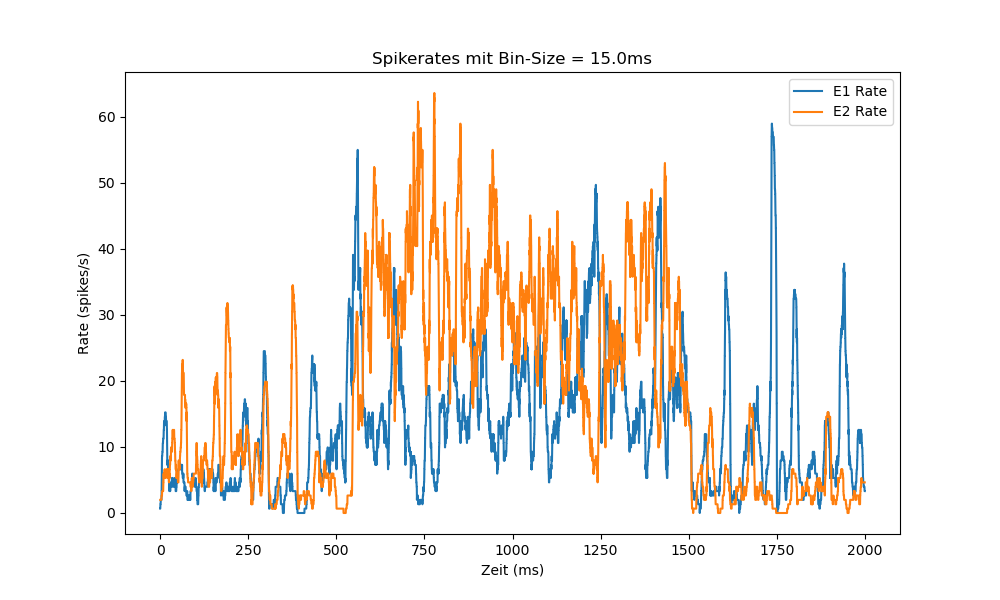 Spikerates mit Bin-Size = 15.0ms
E1 Rate
E2 Rate
60
50
40
30
20
10
0
Rate (spikes/s)
0 250 500 750 1000 1250 1500 1750 2000
Zeit (ms)